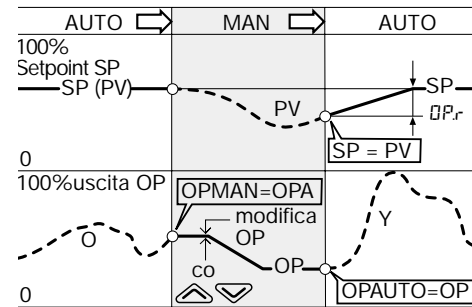 AUTO MAN AUTO
100%
Setpoint SP
SP (PV)
PV
SP
OP.r
SP = PV
0
100%uscita OP
OPMAN=OPA
modifica
OP
O
Y
co
OP
OPAUTO=OP
0